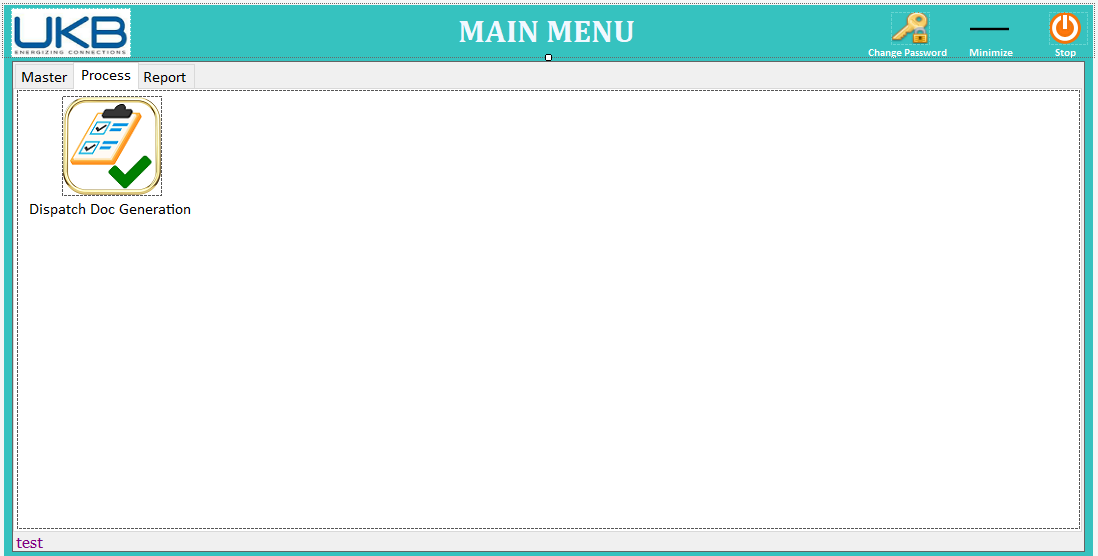 UKB
ENERGIZING CONNECTIONS
MAIN MENU
Change Password
Minimize
Stop
Master
Process
Report
Dispatch Doc Generation
test